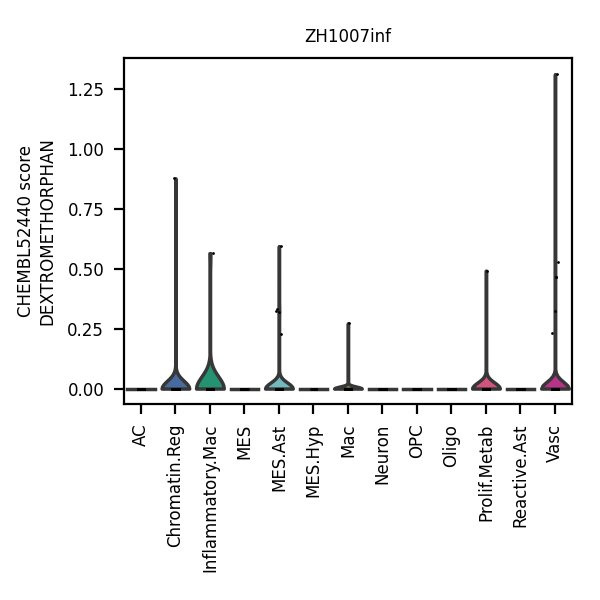 ZH1007inf
CHEMBL52440 score
DEXTROMETHORPHAN
1.25
1.00
0.75
0.50
0.25
0.00
AC
Chromatin.Reg
Inflammatory.Mac
MES
MES.Ast
MES.Hyp
Mac
Neuron
OPC
Oligo
Prolif.Metab
Reactive.Ast
Vasc